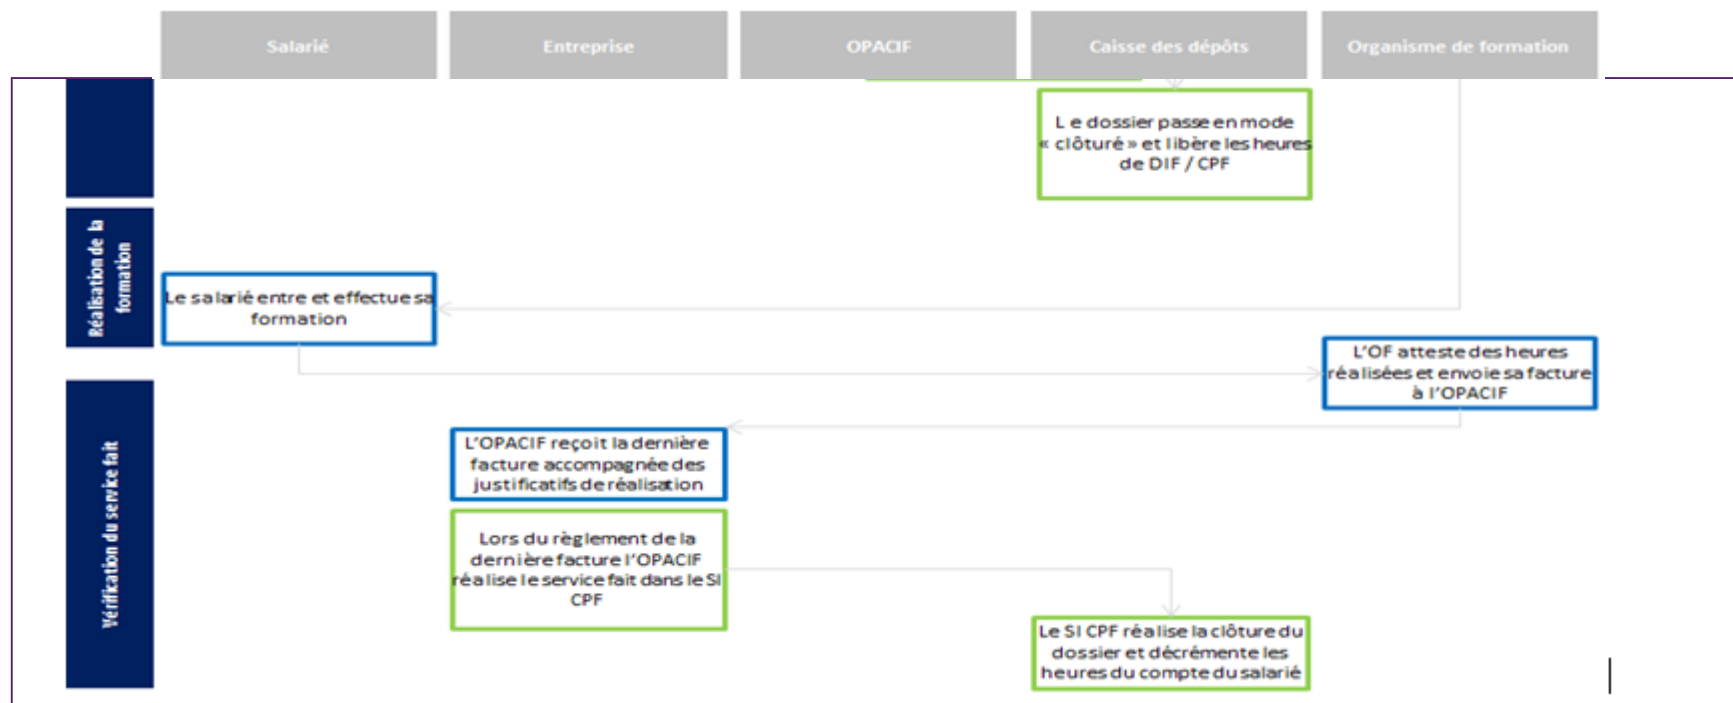 Salarié
Entreprise
OPACIF
Caisse des dépôts
Organisme de formation
L e dossier passe en mode
« clôturé » et libère les heures
de DIF / CPF
Réalisation de la
formation
Le salarié entre et effectue sa
formation
L'OF atteste des heures
réalisées et envoie sa facture
à l'OPACIF
Vérification du service fait
L'OPACIF reçoit la dernière
facture accompagnée des
justificatifs de réalisation
Lors du règlement de la
dernière facture l'OPACIF
réalise le service fait dans le SI
CPF
Le SI CPF réalise la clôture du
dossier et décrémente les
heures du compte du salarié